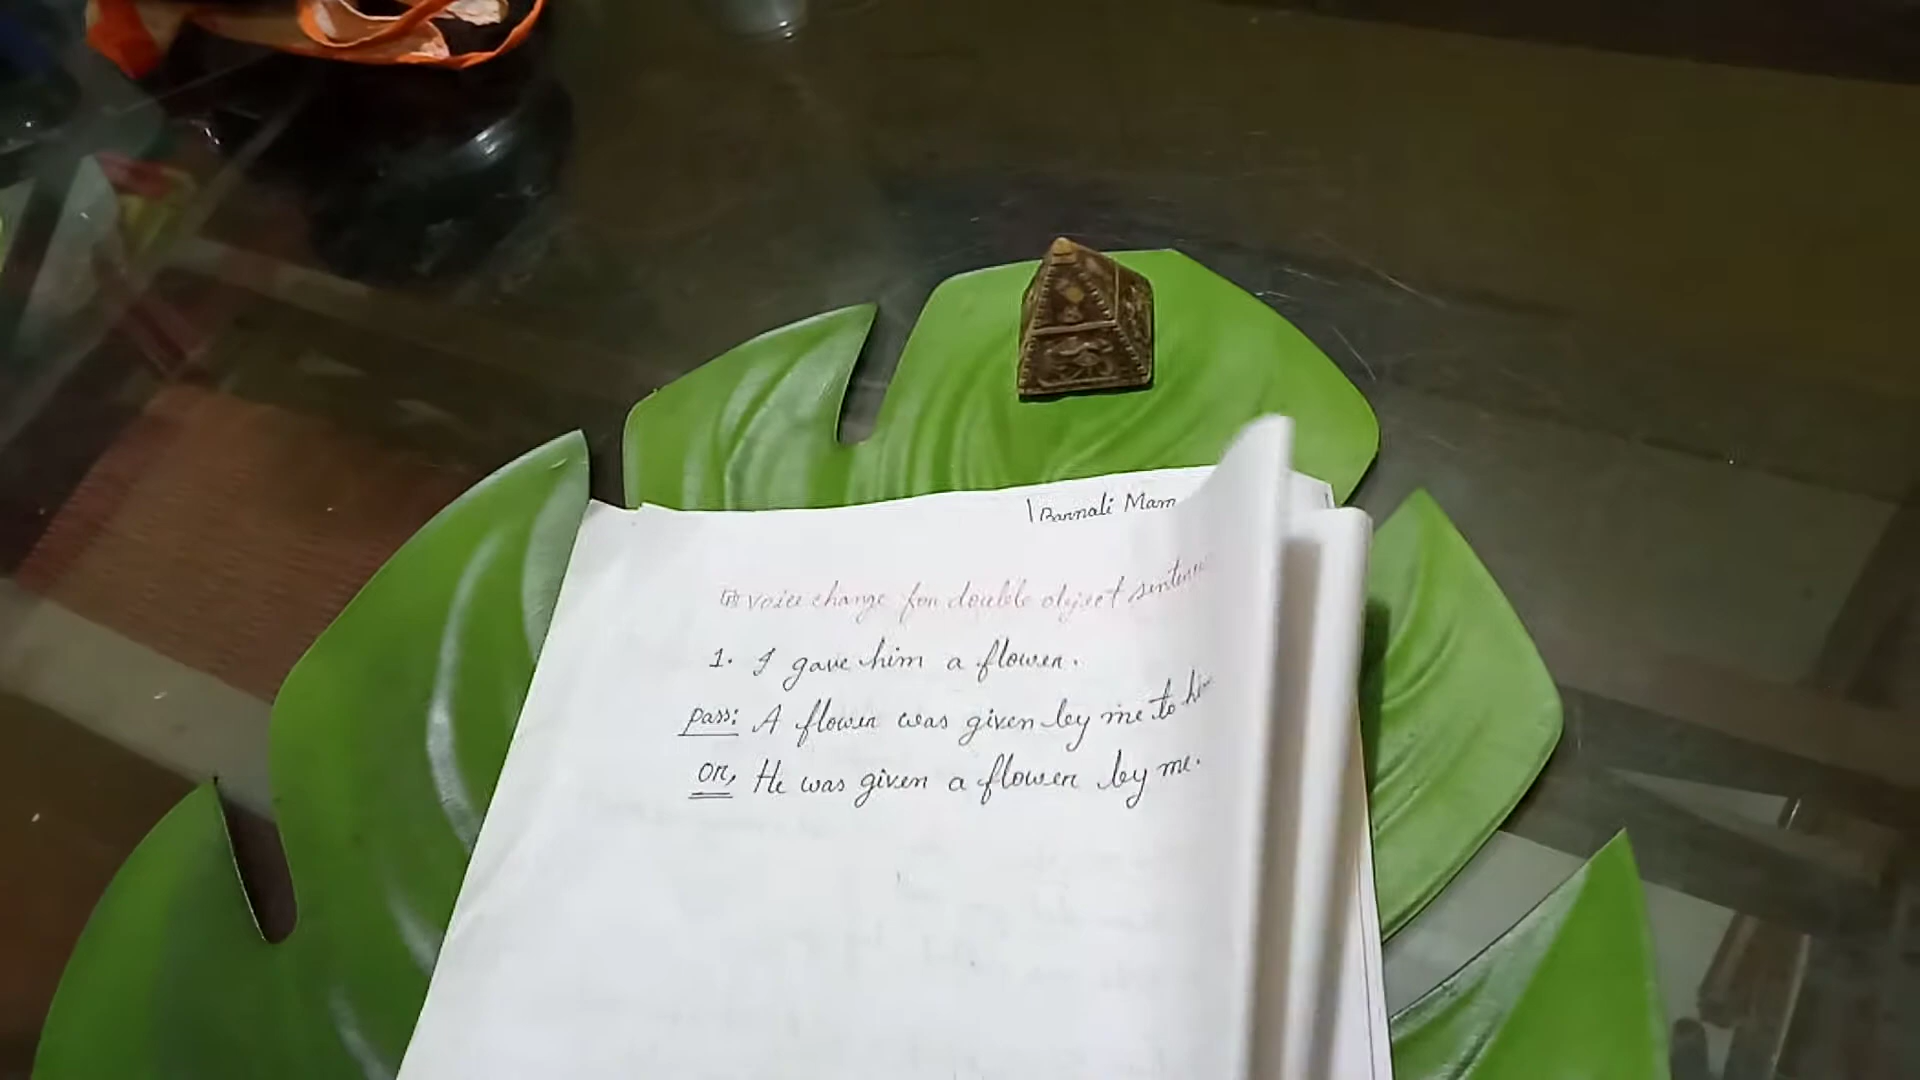 Barnali Mam
voice change for double object sentence
1. I gave him a flower.
Pass: A flower was given by me to
or, He was given a flower by me.